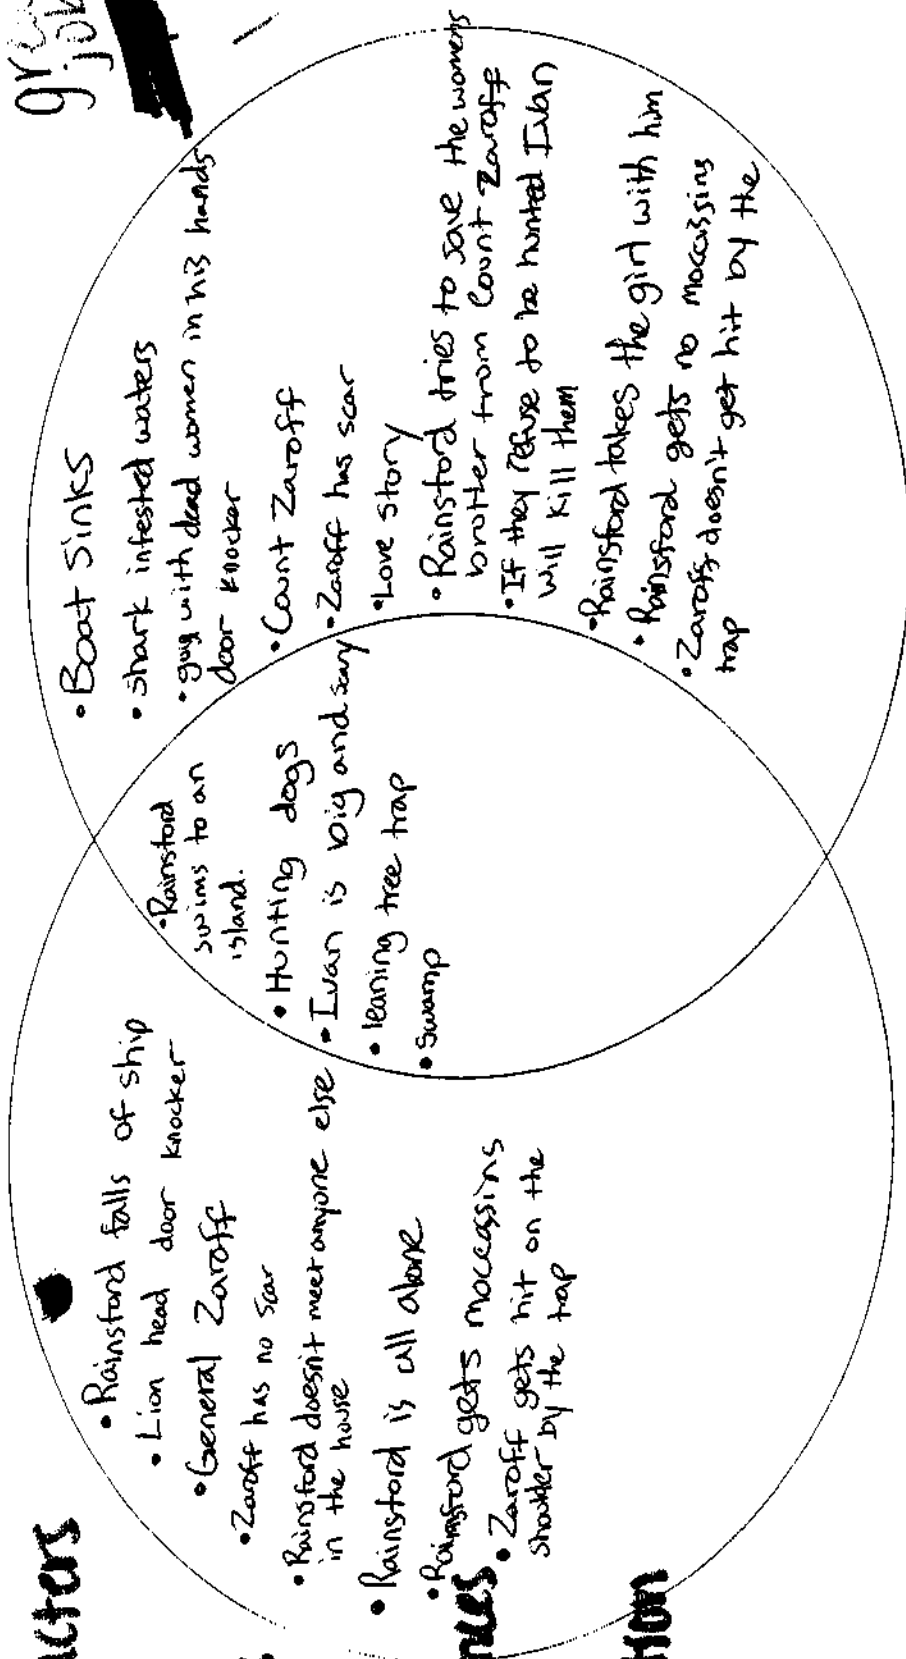 great
job
• Rainsford falls of ship
• Lion head door knocker
• General Zaroff
• Zaroff has no scar
• Rainsford doesn't meet anyone else
in the house
• Rainsford is all alone
• Rainsford gets moccassins
• Zaroff gets hit on the
shoulder by the trap
• Rainsford
swims to an
island.
• Hunting dogs
• Ivan is big and scary
• leaning tree trap
• Swamp
• Boat sinks
• shark infested waters
• guy with dead women in his hands
door knocker
• Count Zaroff
• Zaroff has scar
• Love story
• Rainsford tries to save the womens
brother from Count Zaroff
• If they refuse to be hunted Ivan
will kill them
• Rainsford takes the girl with him
• Rainsford gets no moccassins
• Zaroff doesn't get hit by the
trap